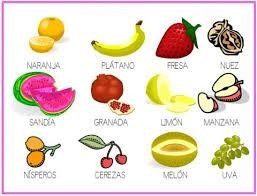 NARANJA PLÁTANO FRESA NUEZ
SANDÍA GRANADA LIMÓN MANZANA
NÍSPEROS CEREZAS MELÓN UVA